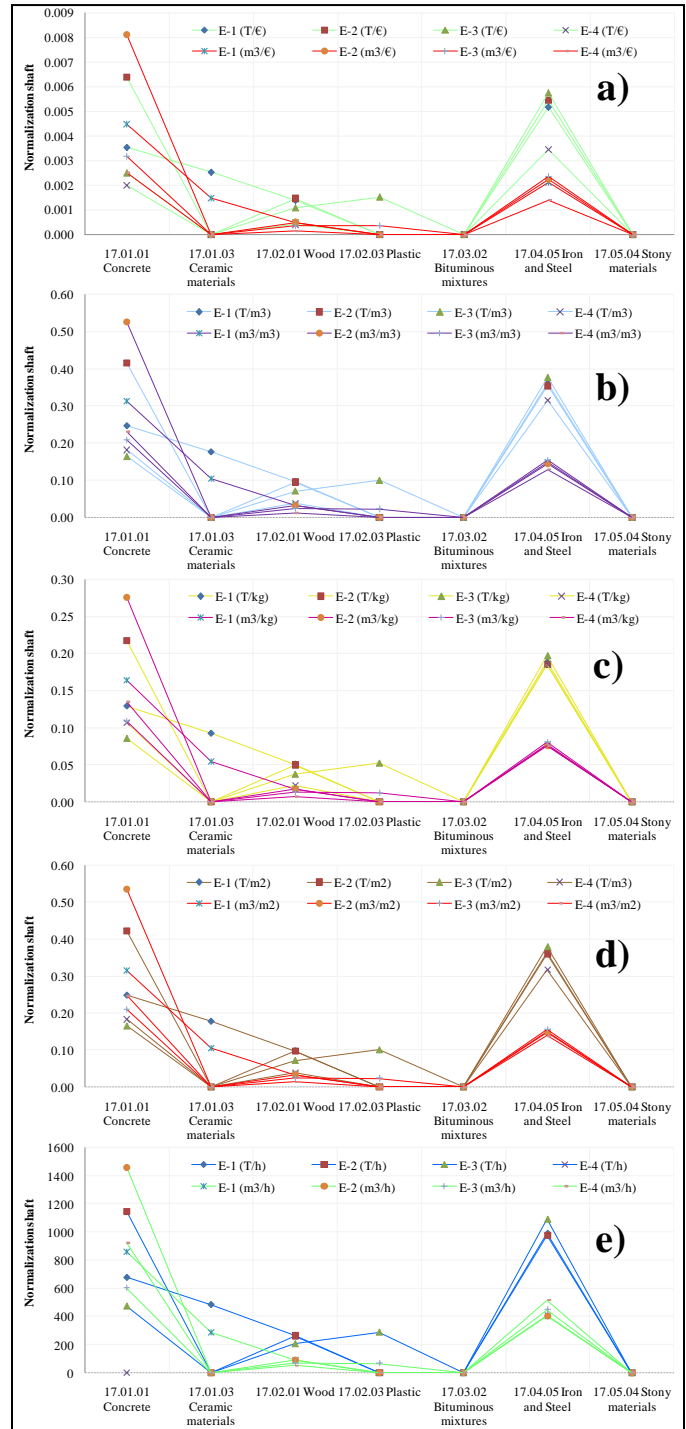 0.009
0.008
0.007
0.006
0.005
0.004
0.003
0.002
0.001
0.000
Normalization shaft
E-1 (T/€) E-2 (T/€) E-3 (T/€) E-4 (T/€)
E-1 (m3/€) E-2 (m3/€) E-3 (m3/€) E-4 (m3/€)
a)
17.01.01 17.01.03 17.02.01 Wood 17.02.03 Plastic 17.03.02 17.04.05 Iron 17.05.04 Stony
Concrete Ceramic Bituminous and Steel materials
materials mixtures
0.60
0.50
0.40
0.30
0.20
0.10
0.00
Normalization shaft
E-1 (T/m3) E-2 (T/m3) E-3 (T/m3) E-4 (T/m3)
E-1 (m3/m3) E-2 (m3/m3) E-3 (m3/m3) E-4 (m3/m3)
b)
17.01.01 17.01.03 17.02.01 Wood 17.02.03 Plastic 17.03.02 17.04.05 Iron 17.05.04 Stony
Concrete Ceramic Bituminous and Steel materials
materials mixtures
0.30
0.25
0.20
0.15
0.10
0.05
0.00
Normalization shaft
E-1 (T/kg) E-2 (T/kg) E-3 (T/kg) E-4 (T/kg)
E-1 (m3/kg) E-2 (m3/kg) E-3 (m3/kg) E-4 (m3/kg)
c)
17.01.01 17.01.03 17.02.01 Wood 17.02.03 Plastic 17.03.02 17.04.05 Iron 17.05.04 Stony
Concrete Ceramic Bituminous and Steel materials
materials mixtures
0.60
0.50
0.40
0.30
0.20
0.10
0.00
Normalization shaft
E-1 (T/m2) E-2 (T/m2) E-3 (T/m2) E-4 (T/m3)
E-1 (m3/m2) E-2 (m3/m2) E-3 (m3/m2) E-4 (m3/m2)
d)
17.01.01 17.01.03 17.02.01 Wood 17.02.03 Plastic 17.03.02 17.04.05 Iron 17.05.04 Stony
Concrete Ceramic Bituminous and Steel materials
materials mixtures
1600
1400
1200
1000
800
600
400
200
0
Normalization shaft
E-1 (T/h) E-2 (T/h) E-3 (T/h) E-4 (T/h)
E-1 (m3/h) E-2 (m3/h) E-3 (m3/h) E-4 (m3/h)
e)
17.01.01 17.01.03 17.02.01 Wood 17.02.03 Plastic 17.03.02 17.04.05 Iron 17.05.04 Stony
Concrete Ceramic Bituminous and Steel materials
materials mixtures